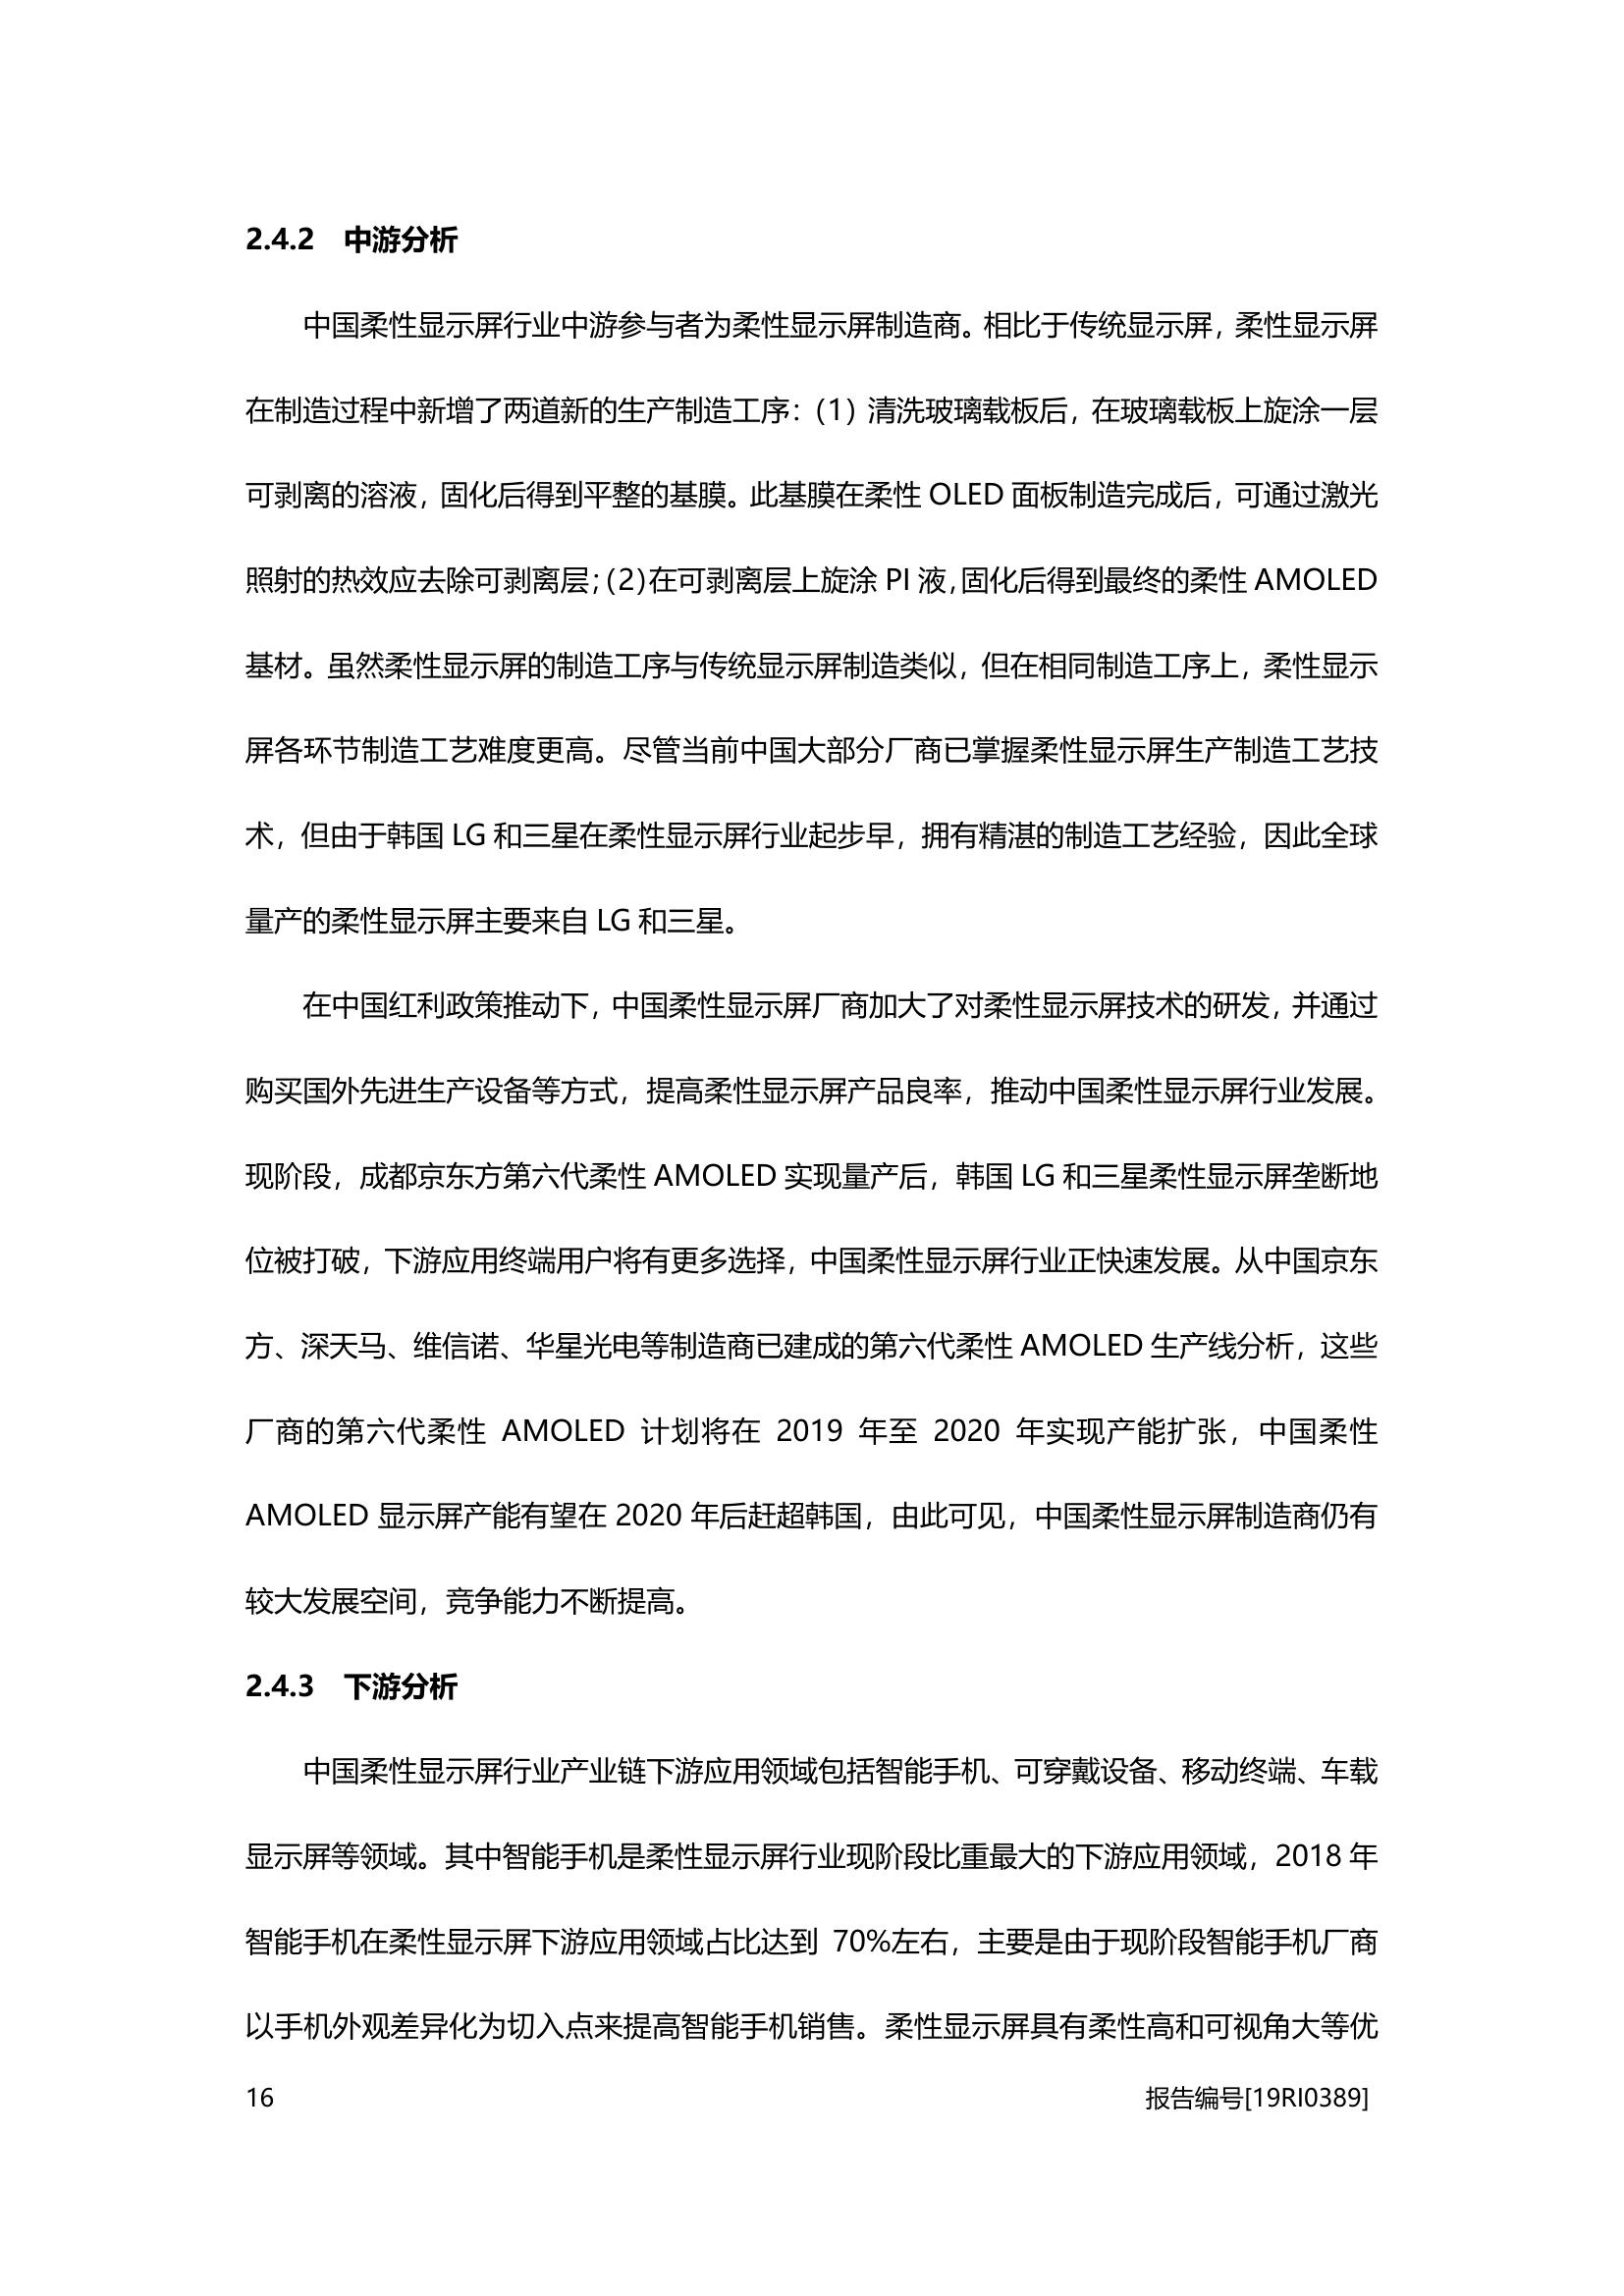 2.4.2 中游分析
中国柔性显示屏行业中游参与者为柔性显示屏制造商。相比于传统显示屏，柔性显示屏
在制造过程中新增了两道新的生产制造工序：（1）清洗玻璃载板后，在玻璃载板上旋涂一层
可剥离的溶液，固化后得到平整的基膜。此基膜在柔性 OLED 面板制造完成后，可通过激光
照射的热效应去除可剥离层；（2）在可剥离层上旋涂 PI 液，固化后得到最终的柔性 AMOLED
基材。虽然柔性显示屏的制造工序与传统显示屏制造类似，但在相同制造工序上，柔性显示
屏各环节制造工艺难度更高。尽管当前中国大部分厂商已掌握柔性显示屏生产制造工艺技
术，但由于韩国 LG 和三星在柔性显示屏行业起步早，拥有精湛的制造工艺经验，因此全球
量产的柔性显示屏主要来自 LG 和三星。
在中国红利政策推动下，中国柔性显示屏厂商加大了对柔性显示屏技术的研发，并通过
购买国外先进生产设备等方式，提高柔性显示屏产品良率，推动中国柔性显示屏行业发展。
现阶段，成都京东方第六代柔性 AMOLED 实现量产后，韩国 LG 和三星柔性显示屏垄断地
位被打破，下游应用终端用户将有更多选择，中国柔性显示屏行业正快速发展。从中国京东
方、深天马、维信诺、华星光电等制造商已建成的第六代柔性 AMOLED 生产线分析，这些
厂商的第六代柔性 AMOLED 计划将在 2019 年至 2020 年实现产能扩张，中国柔性
AMOLED 显示屏产能有望在 2020 年后赶超韩国，由此可见，中国柔性显示屏制造商仍有
较大发展空间，竞争能力不断提高。
2.4.3 下游分析
中国柔性显示屏行业产业链下游应用领域包括智能手机、可穿戴设备、移动终端、车载
显示屏等领域。其中智能手机是柔性显示屏行业现阶段比重最大的下游应用领域，2018 年
智能手机在柔性显示屏下游应用领域占比达到 70%左右，主要是由于现阶段智能手机厂商
以手机外观差异化为切入点来提高智能手机销售。柔性显示屏具有柔性高和可视角大等优
16 报告编号[19RI0389]